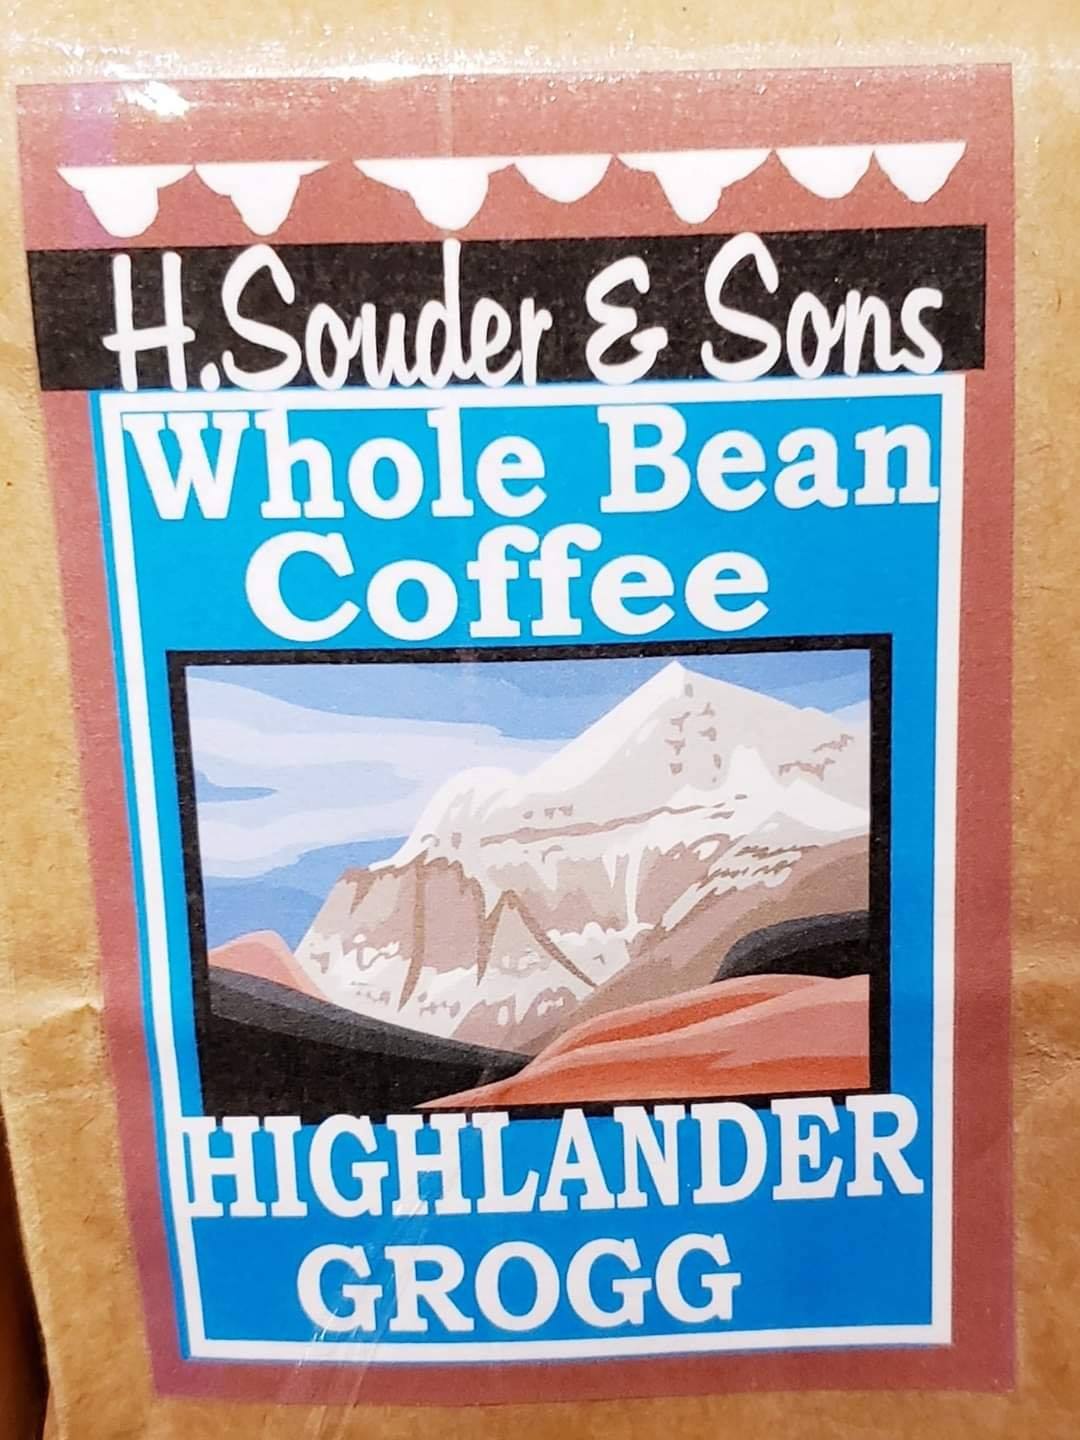 H.Souder & Sons
Whole Bean
Coffee
HIGHLANDER
GROGG